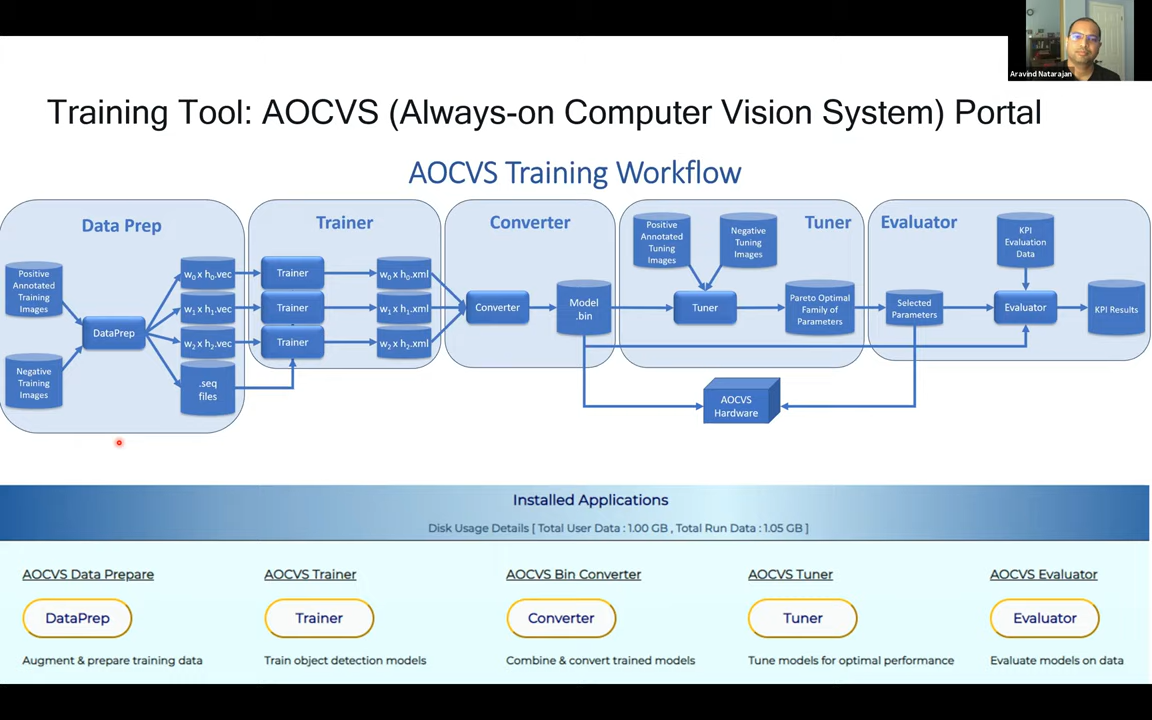 Aravind Natarajan
Training Tool: AOCVS (Always-on Computer Vision System) Portal
AOCVS Training Workflow
Data Prep
Positive
Annotated
Training
Images
Negative
Training
Images
DataPrep
w0 x h0.vec
w1 x h1.vec
w2 x h2.vec
.seq
files
Trainer
Trainer
Trainer
Trainer
w0 x h0.xml
w1 x h1.xml
w2 x h2.xml
Converter
Converter
Model
.bin
Tuner
Positive
Annotated
Tuning
Images
Negative
Tuning
Images
Tuner
Pareto Optimal
Family of
Parameters
Evaluator
KPI
Evaluation
Data
Selected
Parameters
Evaluator
KPI Results
AOCVS
Hardware
Installed Applications
Disk Usage Details [ Total User Data : 1.00 GB , Total Run Data : 1.05 GB ]
AOCVS Data Prepare
DataPrep
Augment & prepare training data
AOCVS Trainer
Trainer
Train object detection models
AOCVS Bin Converter
Converter
Combine & convert trained models
AOCVS Tuner
Tuner
Tune models for optimal performance
AOCVS Evaluator
Evaluator
Evaluate models on data